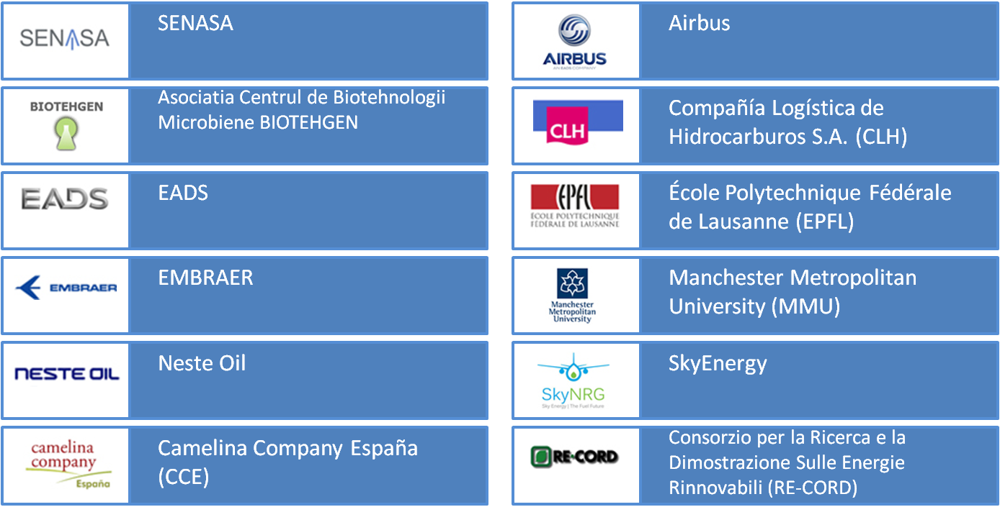 SENASA
SENASA
BIOTEHGEN
Asociatia Centrul de Biotehnologii
Microbiene BIOTEHGEN
EADS
EADS
EMBRAER
EMBRAER
NESTE OIL
Neste Oil
camelina
company
España
Camelina Company España
(CCE)
AIRBUS
AN EADS COMPANY
Airbus
CLH
Compañía Logística de
Hidrocarburos S.A. (CLH)
EPFL
ÉCOLE POLYTECHNIQUE
FÉDÉRALE DE LAUSANNE
École Polytechnique Fédérale
de Lausanne (EPFL)
Manchester
Metropolitan
University
Manchester Metropolitan
University (MMU)
SkyNRG
Sky Energy | The Fuel Future
SkyEnergy
RE-CORD
Consorzio per la Ricerca e la
Dimostrazione Sulle Energie
Rinnovabili (RE-CORD)